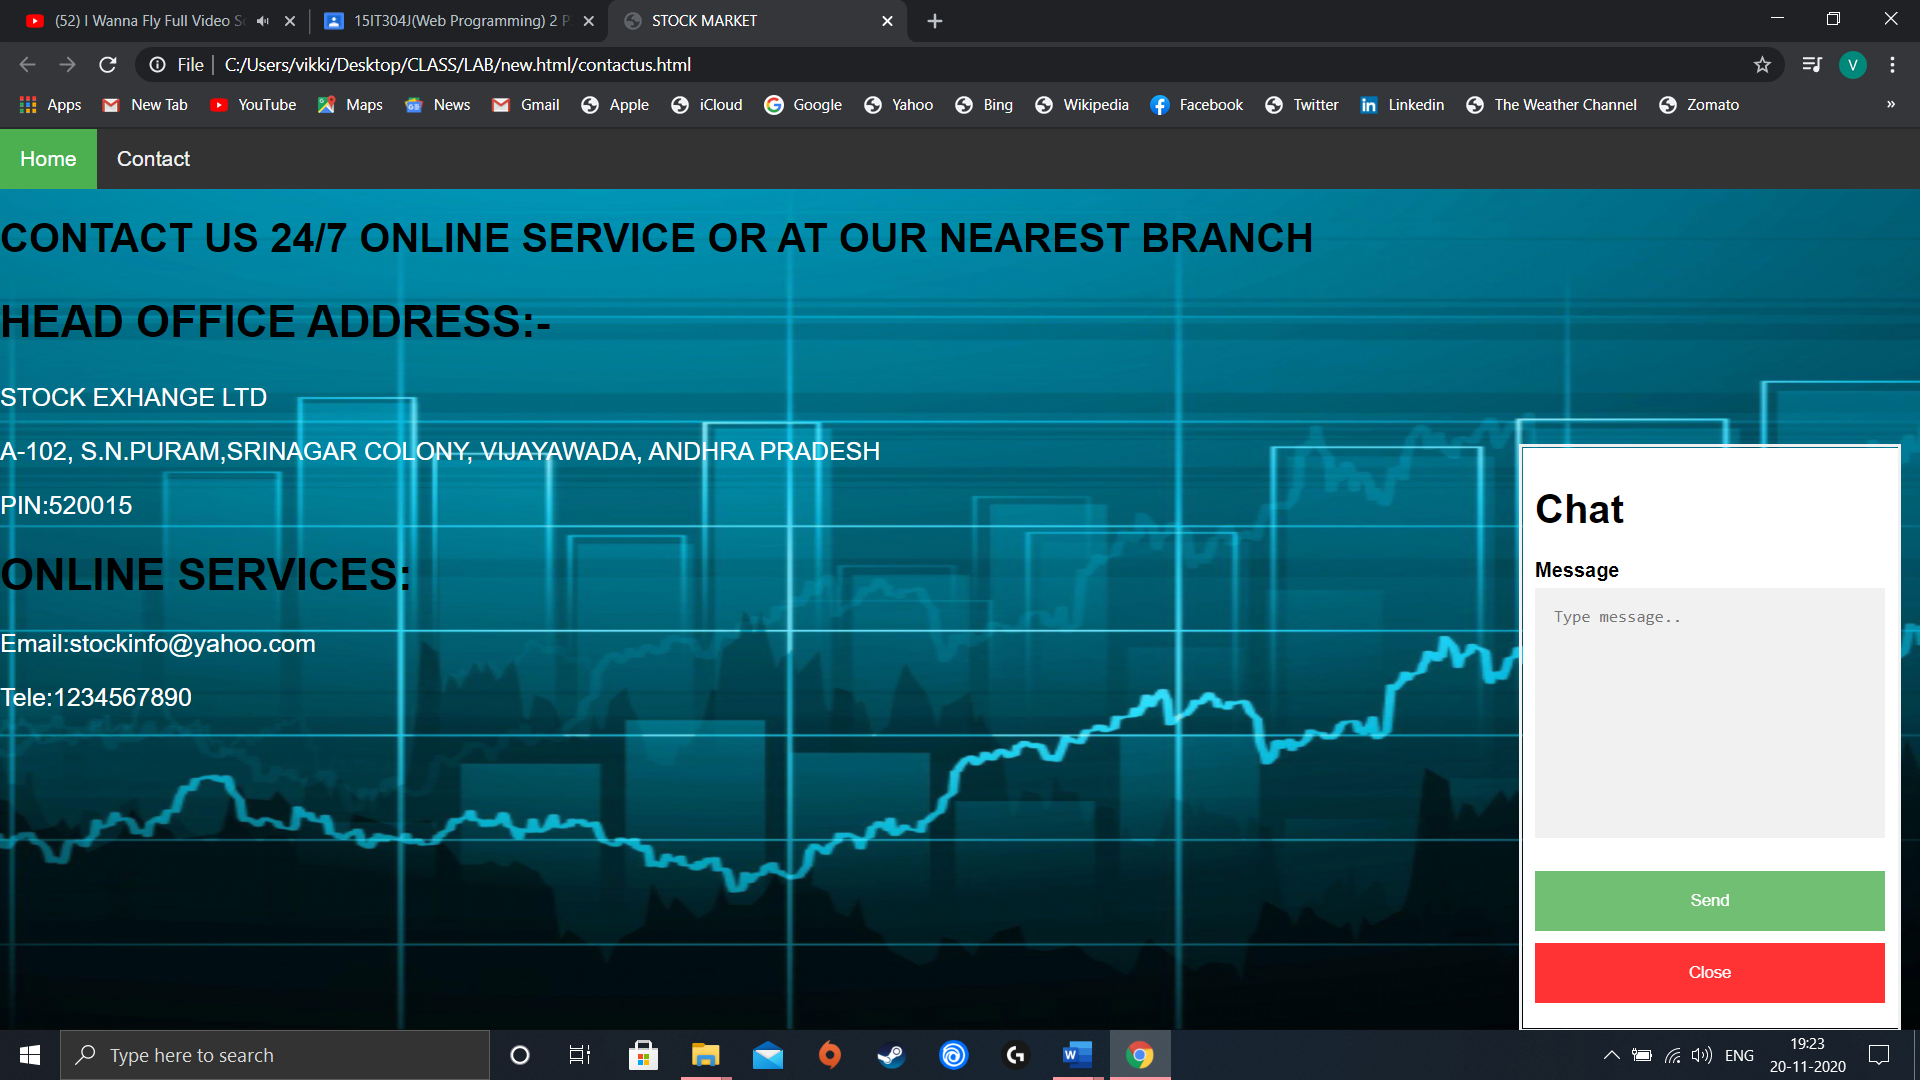 (52) I Wanna Fly Full Video S
15IT304J(Web Programming) 2 P
STOCK MARKET
File
C:/Users/vikki/Desktop/CLASS/LAB/new.html/contactus.html
V
Apps
New Tab
YouTube
Maps
News
Gmail
Apple
iCloud
Google
Yahoo
Bing
Wikipedia
Facebook
Twitter
Linkedin
The Weather Channel
Zomato
»
Home
Contact
CONTACT US 24/7 ONLINE SERVICE OR AT OUR NEAREST BRANCH
HEAD OFFICE ADDRESS:-
STOCK EXHANGE LTD
A-102, S.N.PURAM,SRINAGAR COLONY, VIJAYAWADA, ANDHRA PRADESH
PIN:520015
ONLINE SERVICES:
Email:stockinfo@yahoo.com
Tele:1234567890
Chat
Message
Type message..
Send
Close
Type here to search
ENG
19:23
20-11-2020